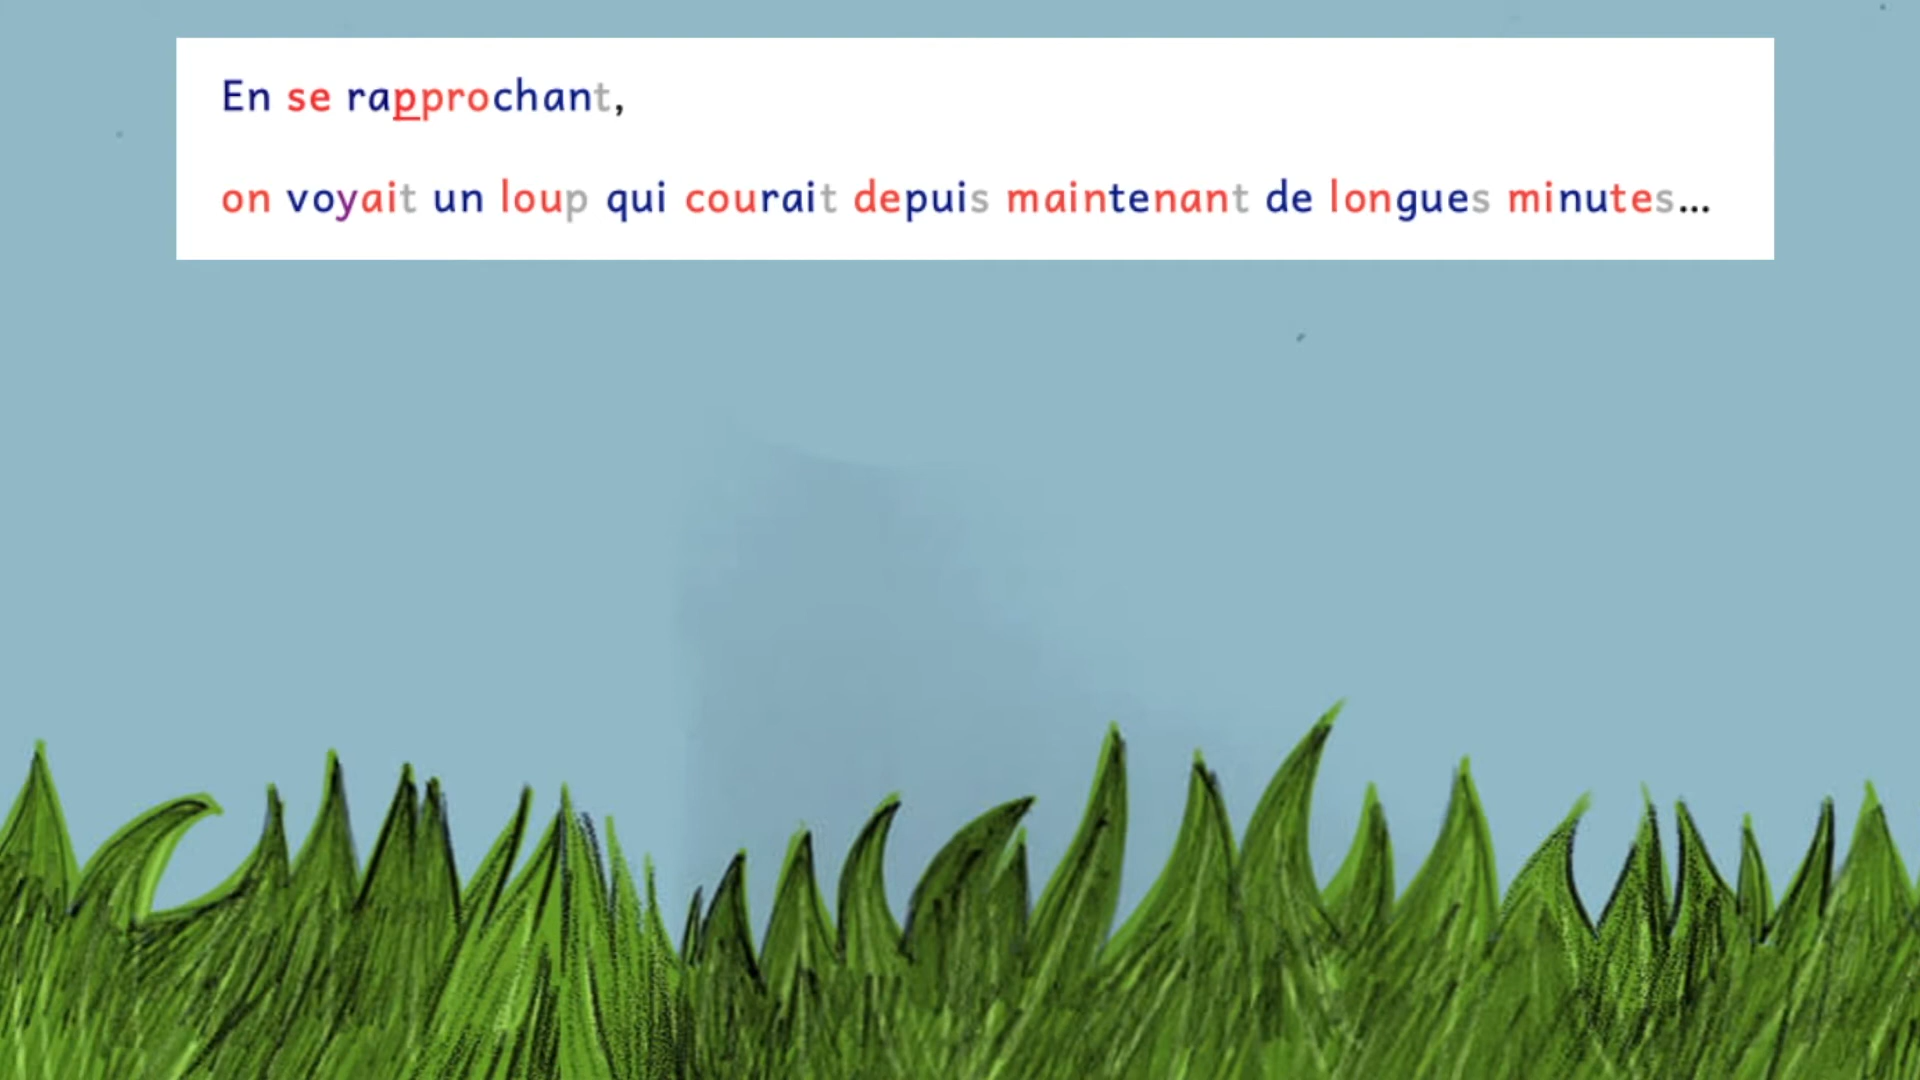 En se rapprochant,
on voyait un loup qui courait depuis maintenant de longues minutes...